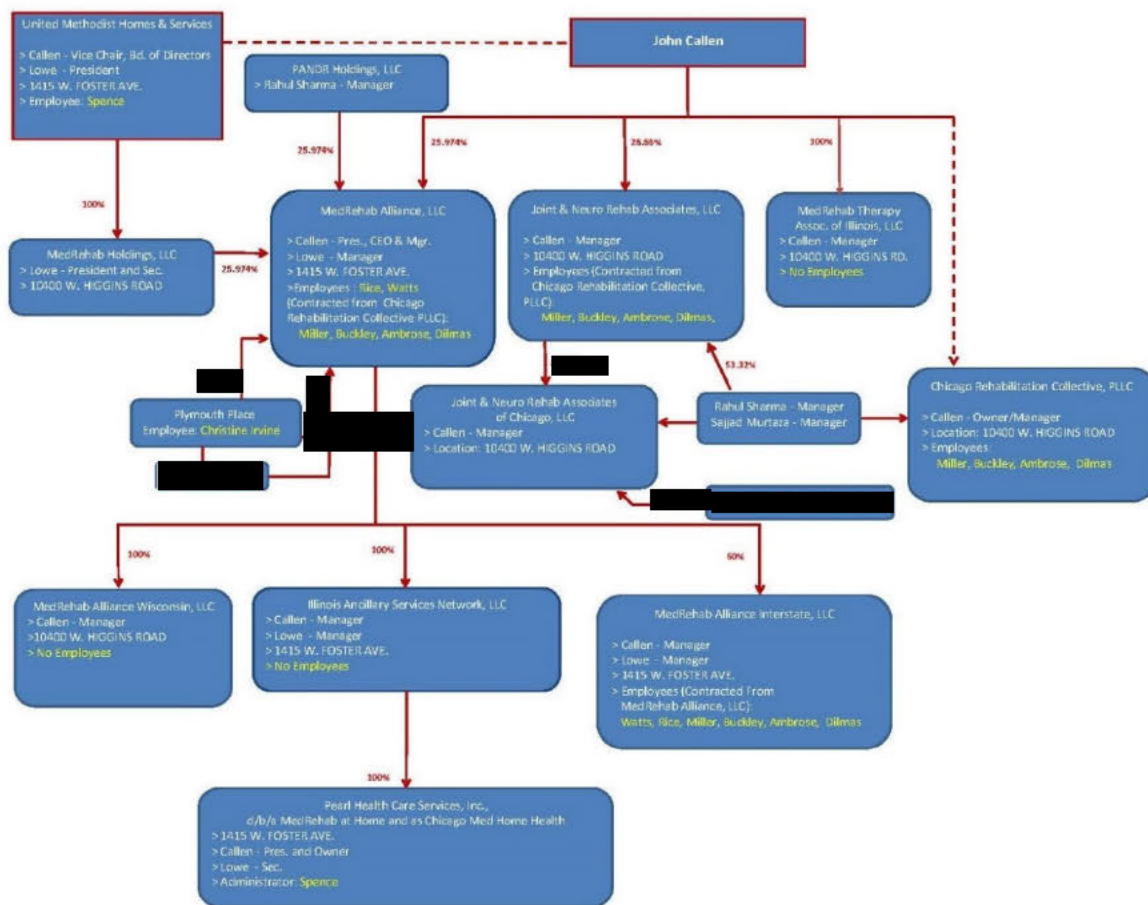 United Methodist Homes & Services
> Callen - Vice Chair, Bd. of Directors
> Lowe - President
> 1415 W. FOSTER AVE.
> Employee: Spence
John Callen
PANDR Holdings, LLC
> Rahul Sharma - Manager
25.974%
25.974%
26.66%
100%
100%
MedRehab Holdings, LLC
> Lowe - President and Sec.
> 10400 W. HIGGINS ROAD
25.974%
MedRehab Alliance, LLC
> Callen - Pres., CEO & Mgr.
> Lowe - Manager
> 1415 W. FOSTER AVE.
>Employees : Rice, Watts
(Contracted from Chicago
Rehabilitation Collective PLLC):
Miller, Buckley, Ambrose, Dilmas
Joint & Neuro Rehab Associates, LLC
> Callen - Manager
> 10400 W. HIGGINS ROAD
> Employees (Contracted from
Chicago Rehabilitation Collective,
PLLC):
Miller, Buckley, Ambrose, Dilmas,
MedRehab Therapy
Assoc. of Illinois, LLC
> Callen - Manager
> 10400 W. HIGGINS RD.
> No Employees
53.32%
Plymouth Place
Employee: Christine Irvine
Joint & Neuro Rehab Associates
of Chicago, LLC
> Callen - Manager
> Location: 10400 W. HIGGINS ROAD
Rahul Sharma - Manager
Sajjad Murtaza - Manager
Chicago Rehabilitation Collective, PLLC
> Callen - Owner/Manager
> Location: 10400 W. HIGGINS ROAD
> Employees:
Miller, Buckley, Ambrose, Dilmas
100%
100%
50%
MedRehab Alliance Wisconsin, LLC
> Callen - Manager
>10400 W. HIGGINS ROAD
> No Employees
Illinois Ancillary Services Network, LLC
> Callen - Manager
> Lowe - Manager
> 1415 W. FOSTER AVE.
> No Employees
MedRehab Alliance Interstate, LLC
> Callen - Manager
> Lowe - Manager
> 1415 W. FOSTER AVE.
> Employees (Contracted From
MedRehab Alliance, LLC):
Watts, Rice, Miller, Buckley, Ambrose, Dilmas
100%
Pearl Health Care Services, Inc.,
d/b/a MedRehab at Home and as Chicago Med Home Health
> 1415 W. FOSTER AVE.
> Callen - Pres. and Owner
> Lowe - Sec.
> Administrator: Spence